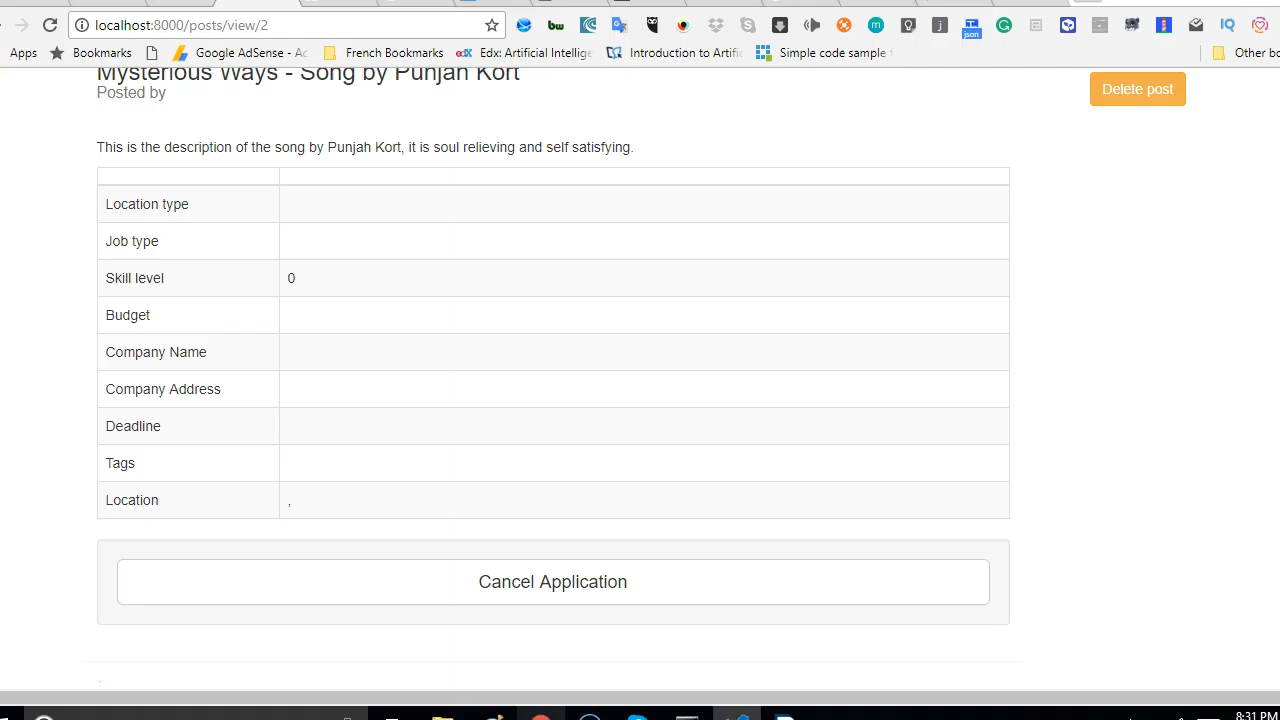 localhost:8000/posts/view/2
json
Apps Bookmarks Google AdSense - Ac French Bookmarks edX Edx: Artificial Intellige Introduction to Artific Simple code sample Other bo
Mysterious Ways - Song by Punjah Kort
Posted by
Delete post
This is the description of the song by Punjah Kort, it is soul relieving and self satisfying.
Location type
Job type
Skill level 0
Budget
Company Name
Company Address
Deadline
Tags
Location ,
Cancel Application
.
8:31 PM